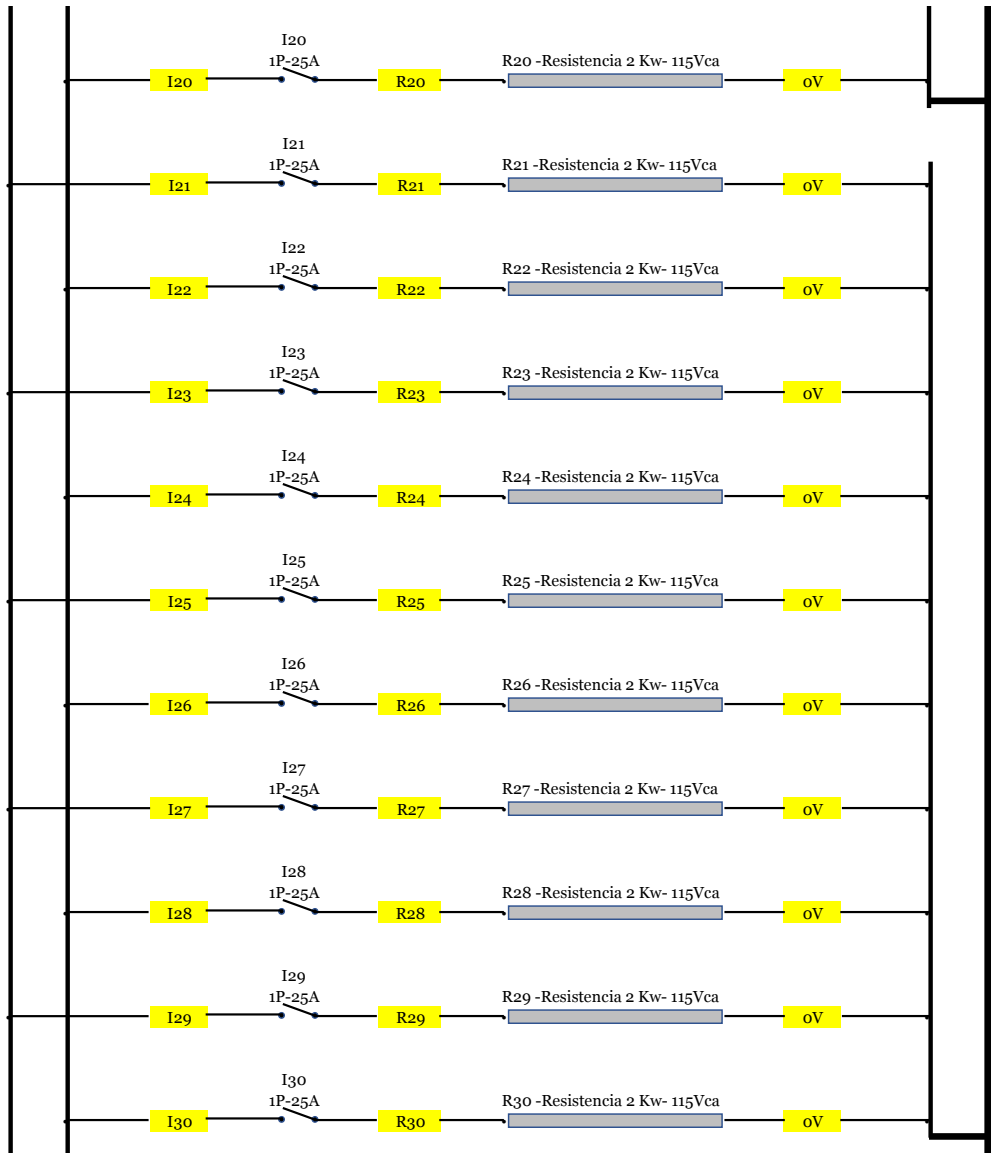 I20
1P-25A
R20 -Resistencia 2 Kw- 115Vca
I20 R20 0V
I21
1P-25A
R21 -Resistencia 2 Kw- 115Vca
I21 R21 0V
I22
1P-25A
R22 -Resistencia 2 Kw- 115Vca
I22 R22 0V
I23
1P-25A
R23 -Resistencia 2 Kw- 115Vca
I23 R23 0V
I24
1P-25A
R24 -Resistencia 2 Kw- 115Vca
I24 R24 0V
I25
1P-25A
R25 -Resistencia 2 Kw- 115Vca
I25 R25 0V
I26
1P-25A
R26 -Resistencia 2 Kw- 115Vca
I26 R26 0V
I27
1P-25A
R27 -Resistencia 2 Kw- 115Vca
I27 R27 0V
I28
1P-25A
R28 -Resistencia 2 Kw- 115Vca
I28 R28 0V
I29
1P-25A
R29 -Resistencia 2 Kw- 115Vca
I29 R29 0V
I30
1P-25A
R30 -Resistencia 2 Kw- 115Vca
I30 R30 0V